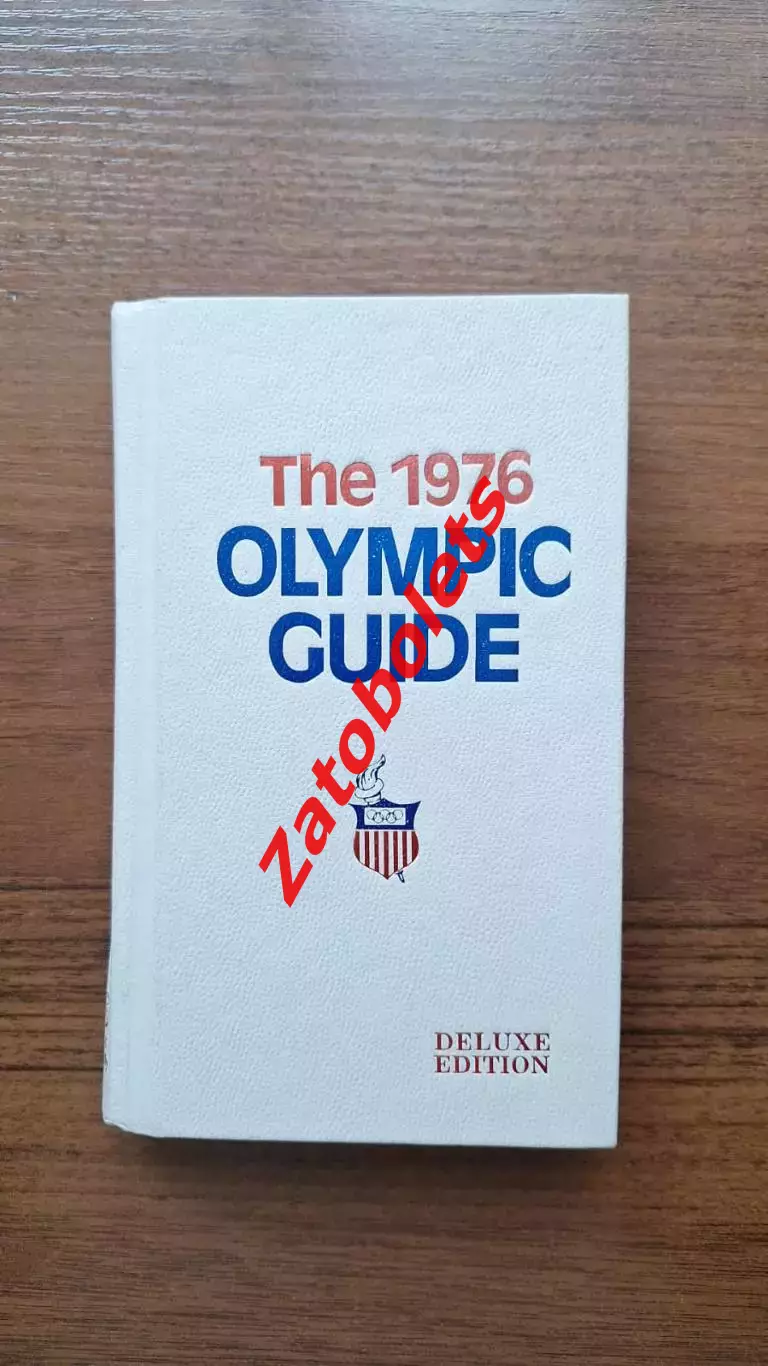 The 1976
OLYMPIC
GUIDE
Zatobolets
DELUXE
EDITION